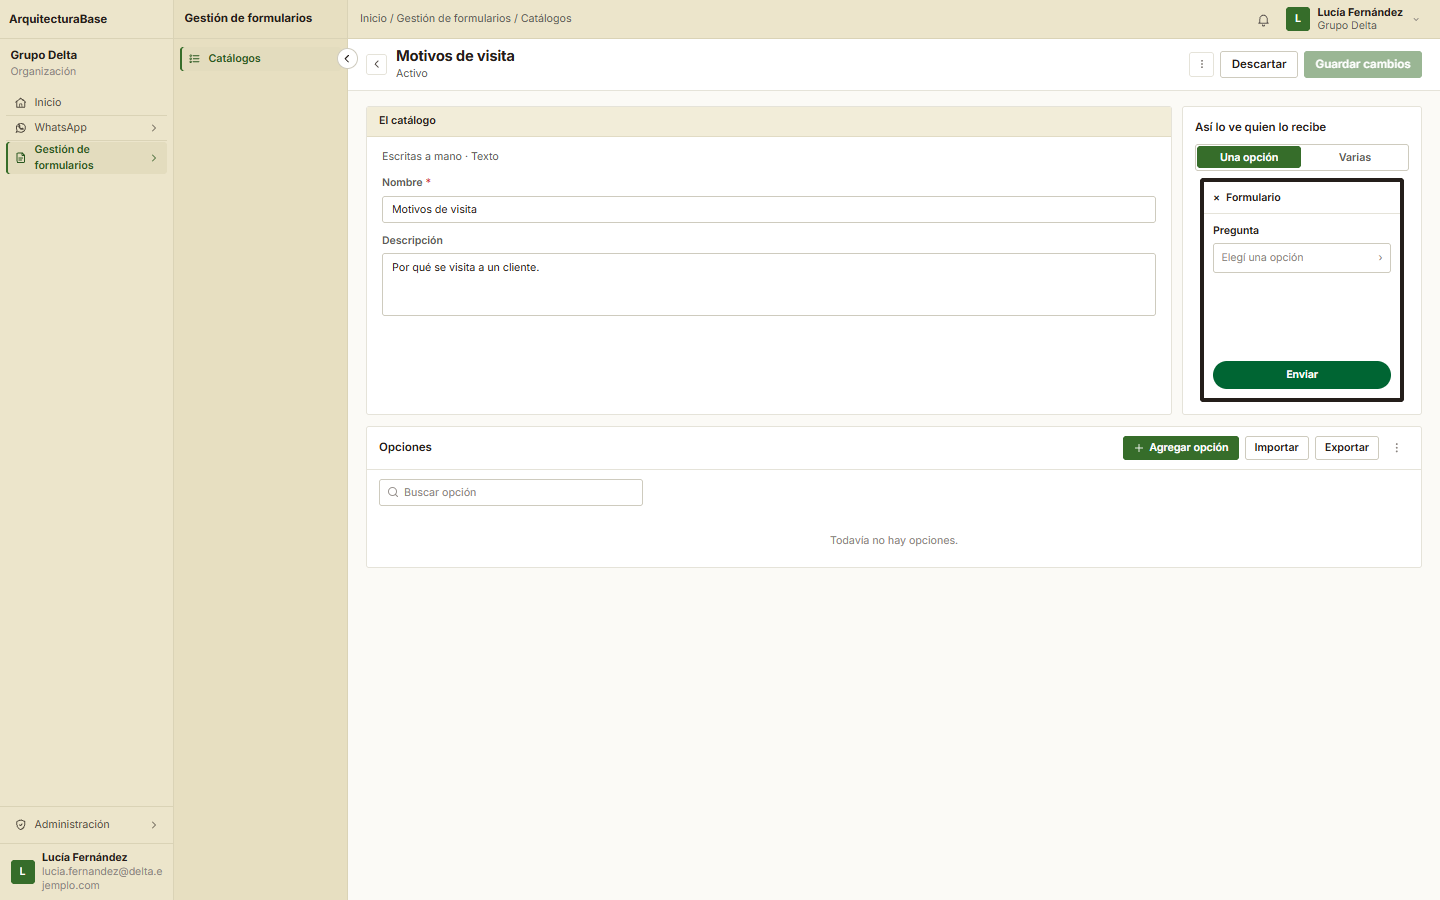 ArquitecturaBase
Grupo Delta
Organización
Inicio
WhatsApp
Gestión de
formularios
Administración
L
Lucía Fernández
lucia.fernandez@delta.e
jemplo.com
Gestión de formularios
Catálogos
Inicio / Gestión de formularios / Catálogos
L
Lucía Fernández
Grupo Delta
Motivos de visita
Activo
Descartar
Guardar cambios
El catálogo
Escritas a mano · Texto
Nombre *
Motivos de visita
Descripción
Por qué se visita a un cliente.
Así lo ve quien lo recibe
Una opción
Varias
× Formulario
Pregunta
Elegí una opción ›
Enviar
Opciones
+ Agregar opción
Importar
Exportar
Buscar opción
Todavía no hay opciones.